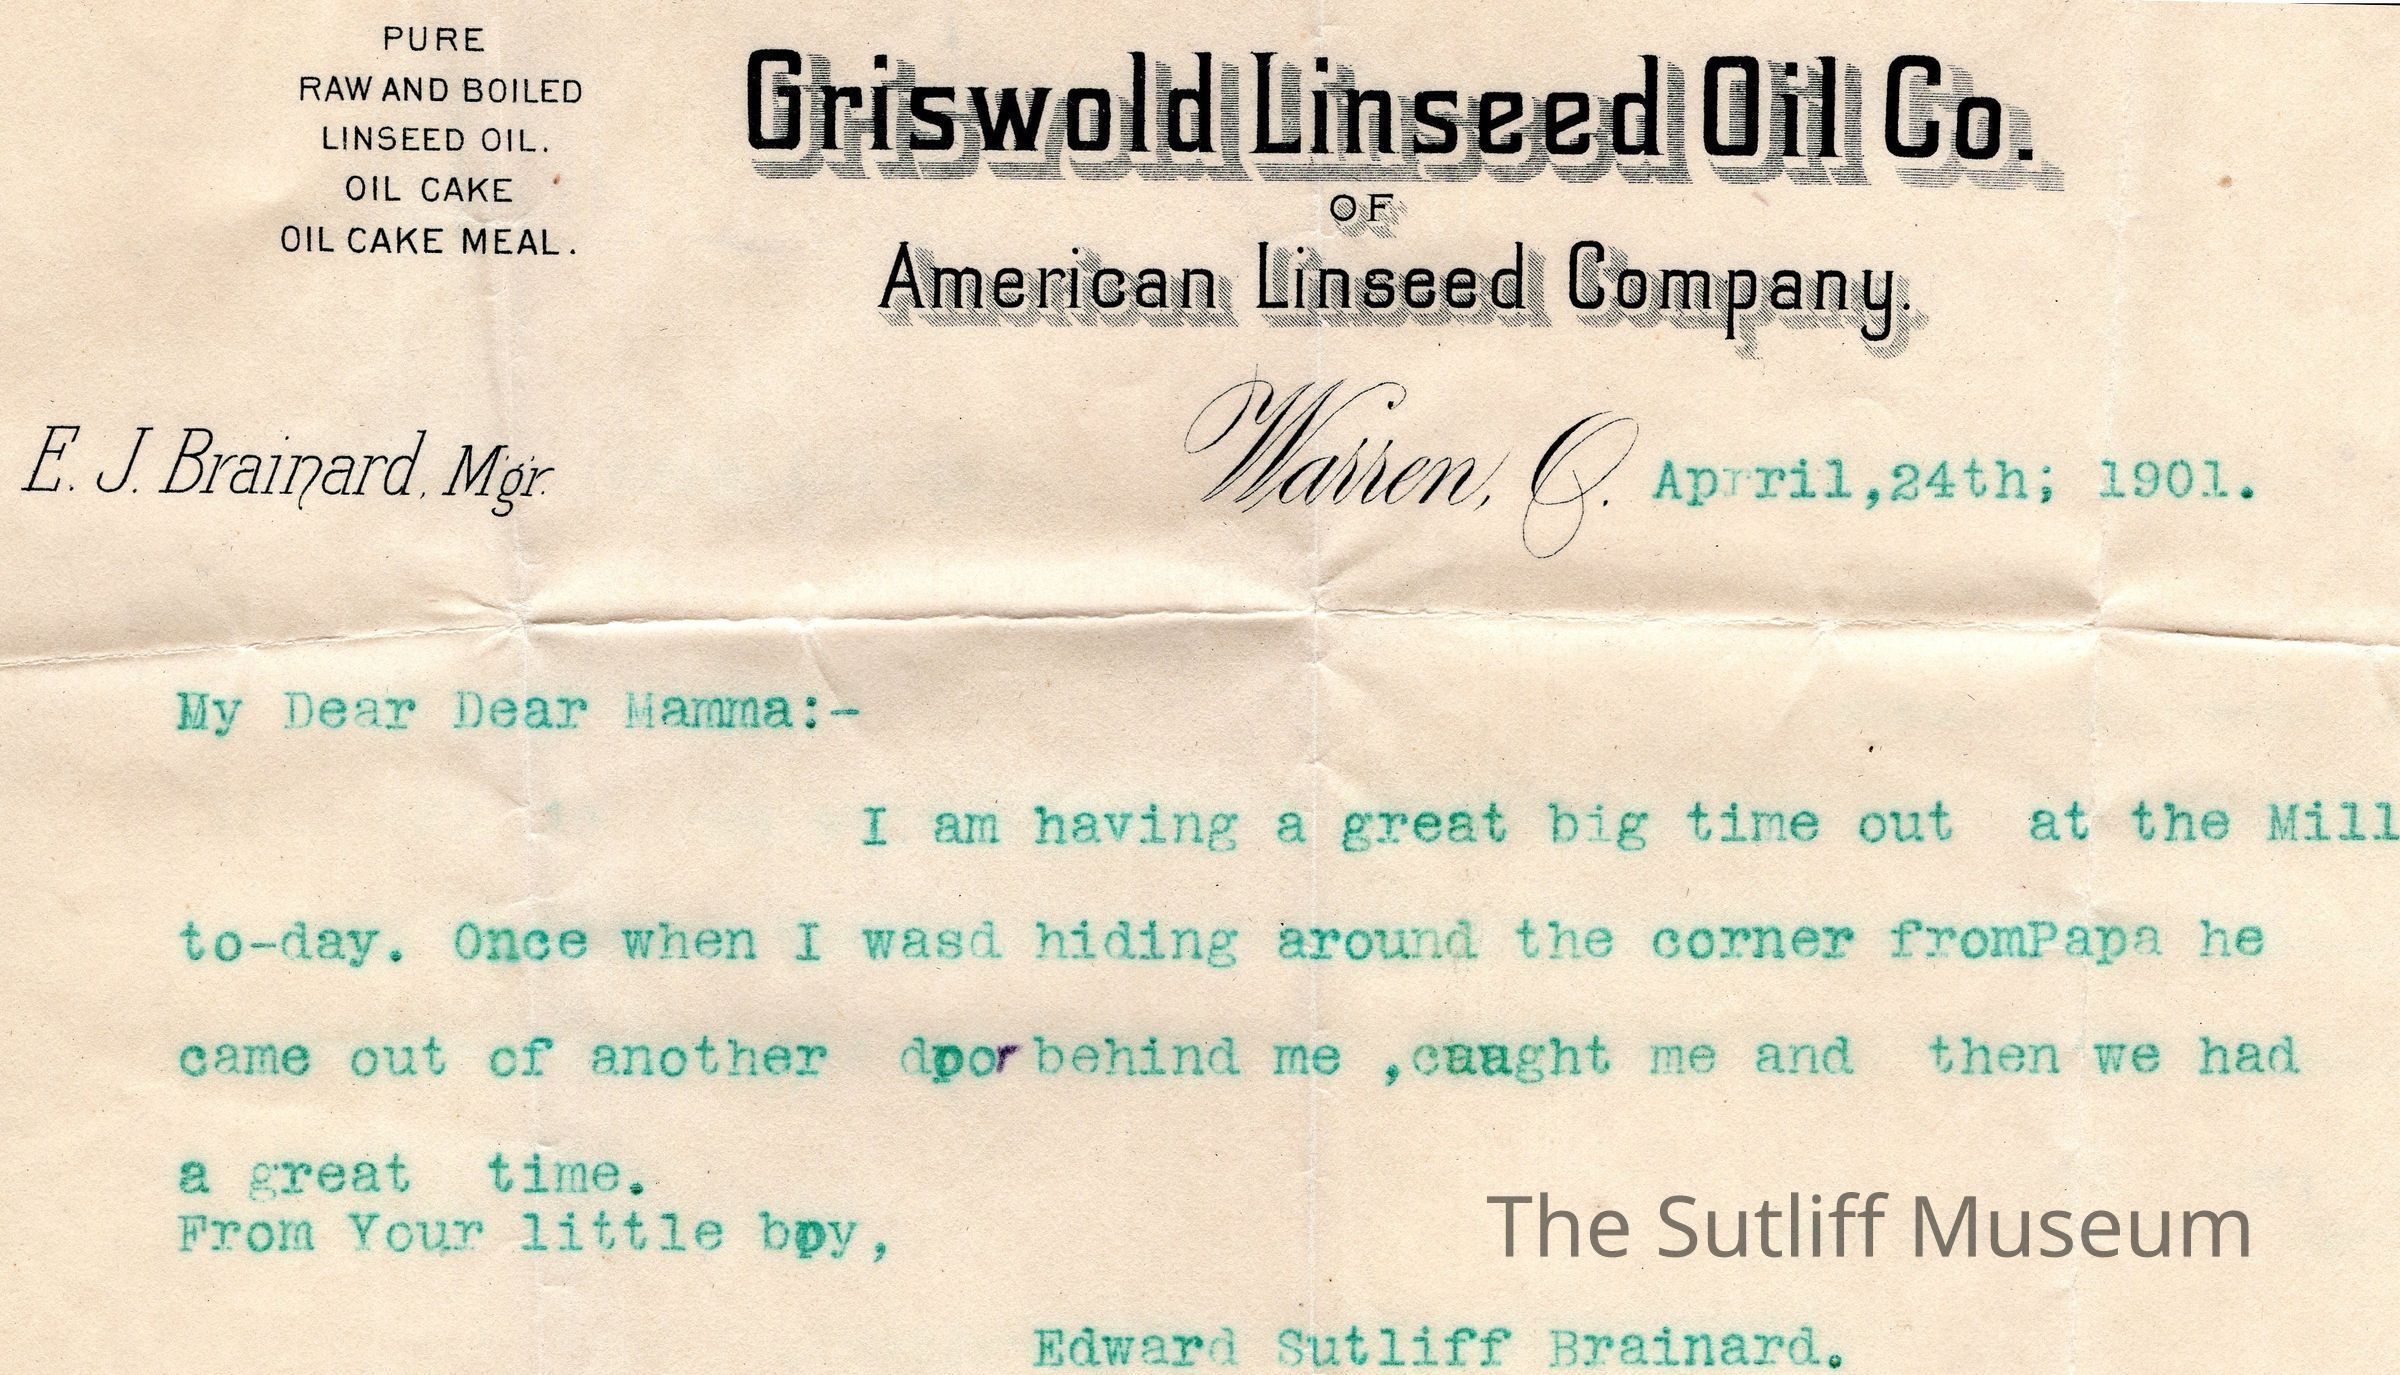 PURE
RAW AND BOILED
LINSEED OIL.
OIL CAKE
OIL CAKE MEAL.
Griswold Linseed Oil Co.
OF
American Linseed Company.
E. J. Brainard, Mgr.
Warren, O. Aprril,24th; 1901.
My Dear Dear Mamma:-
I am having a great big time out at the Mill
to-day. Once when I wasd hiding around the corner fromPapa he
came out of another door behind me ,caught me and then we had
a great time.
From Your little boy,
The Sutliff Museum
Edward Sutliff Brainard.